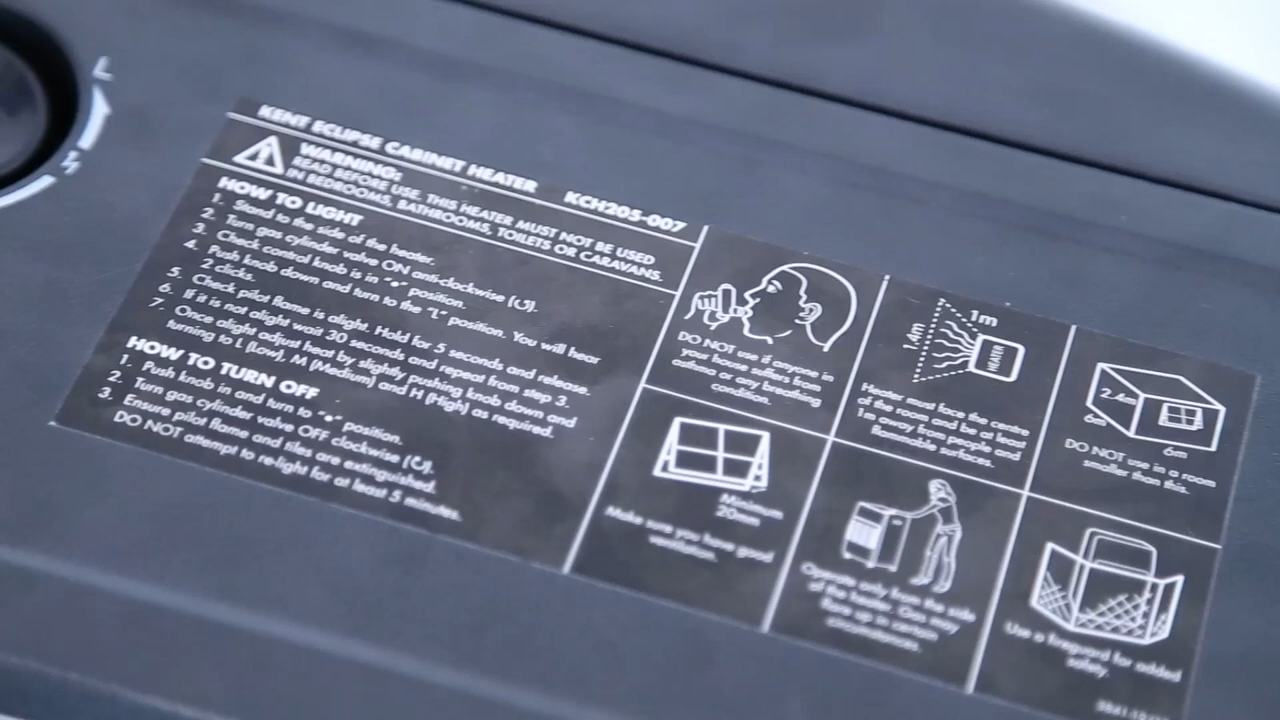 L
KENT ECLIPSE CABINET HEATER KCH205-007
WARNING:
READ BEFORE USE. THIS HEATER MUST NOT BE USED
IN BEDROOMS, BATHROOMS, TOILETS OR CARAVANS.
HOW TO LIGHT
1. Stand to the side of the heater.
2. Turn gas cylinder valve ON anti-clockwise (↺).
3. Check control knob is in "•" position.
4. Push knob down and turn to the "L" position. You will hear
2 clicks.
5. Check pilot flame is alight. Hold for 5 seconds and release.
6. If it is not alight wait 30 seconds and repeat from step 3.
7. Once alight adjust heat by slightly pushing knob down and
turning to L (Low), M (Medium) and H (High) as required.
HOW TO TURN OFF
1. Push knob in and turn to "•" position.
2. Turn gas cylinder valve OFF clockwise (↻).
3. Ensure pilot flame and tiles are extinguished.
DO NOT attempt to re-light for at least 5 minutes.
DO NOT use if anyone in
your house suffers from
asthma or any breathing
condition.
1m
1.4m
HEATER
Heater must face the centre
of the room and be at least
1m away from people and
flammable surfaces.
2.4m
6m
6m
DO NOT use in a room
smaller than this.
Minimum
20mm
Make sure you have good
ventilation.
Operate only from the side
of the heater. Gas may
flare up in certain
circumstances.
Use a fireguard for added
safety.